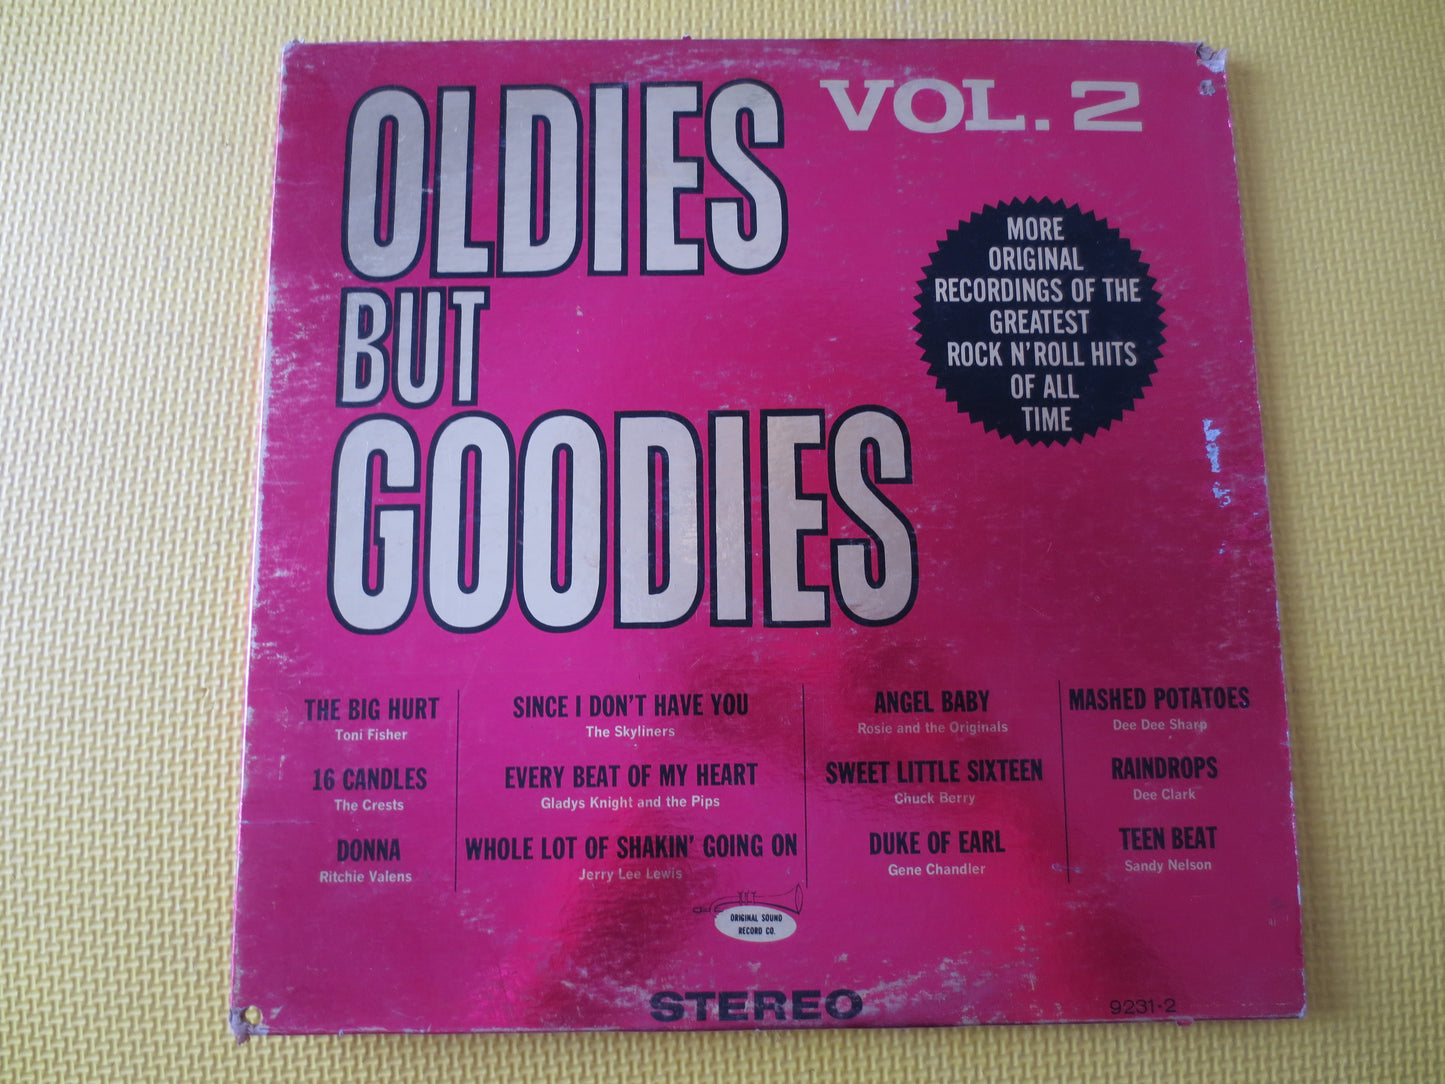 OLDIES
BUT
GOODIES
VOL. 2
MORE
ORIGINAL
RECORDINGS OF THE
GREATEST
ROCK N' ROLL HITS
OF ALL
TIME
THE BIG HURT
Toni Fisher
16 CANDLES
The Crests
DONNA
Ritchie Valens
SINCE I DON'T HAVE YOU
The Skyliners
EVERY BEAT OF MY HEART
Gladys Knight and the Pips
WHOLE LOT OF SHAKIN' GOING ON
Jerry Lee Lewis
ANGEL BABY
Rosie and the Originals
SWEET LITTLE SIXTEEN
Chuck Berry
DUKE OF EARL
Gene Chandler
MASHED POTATOES
Dee Dee Sharp
RAINDROPS
Dee Clark
TEEN BEAT
Sandy Nelson
ORIGINAL SOUND
RECORD CO.
STEREO
9231-2